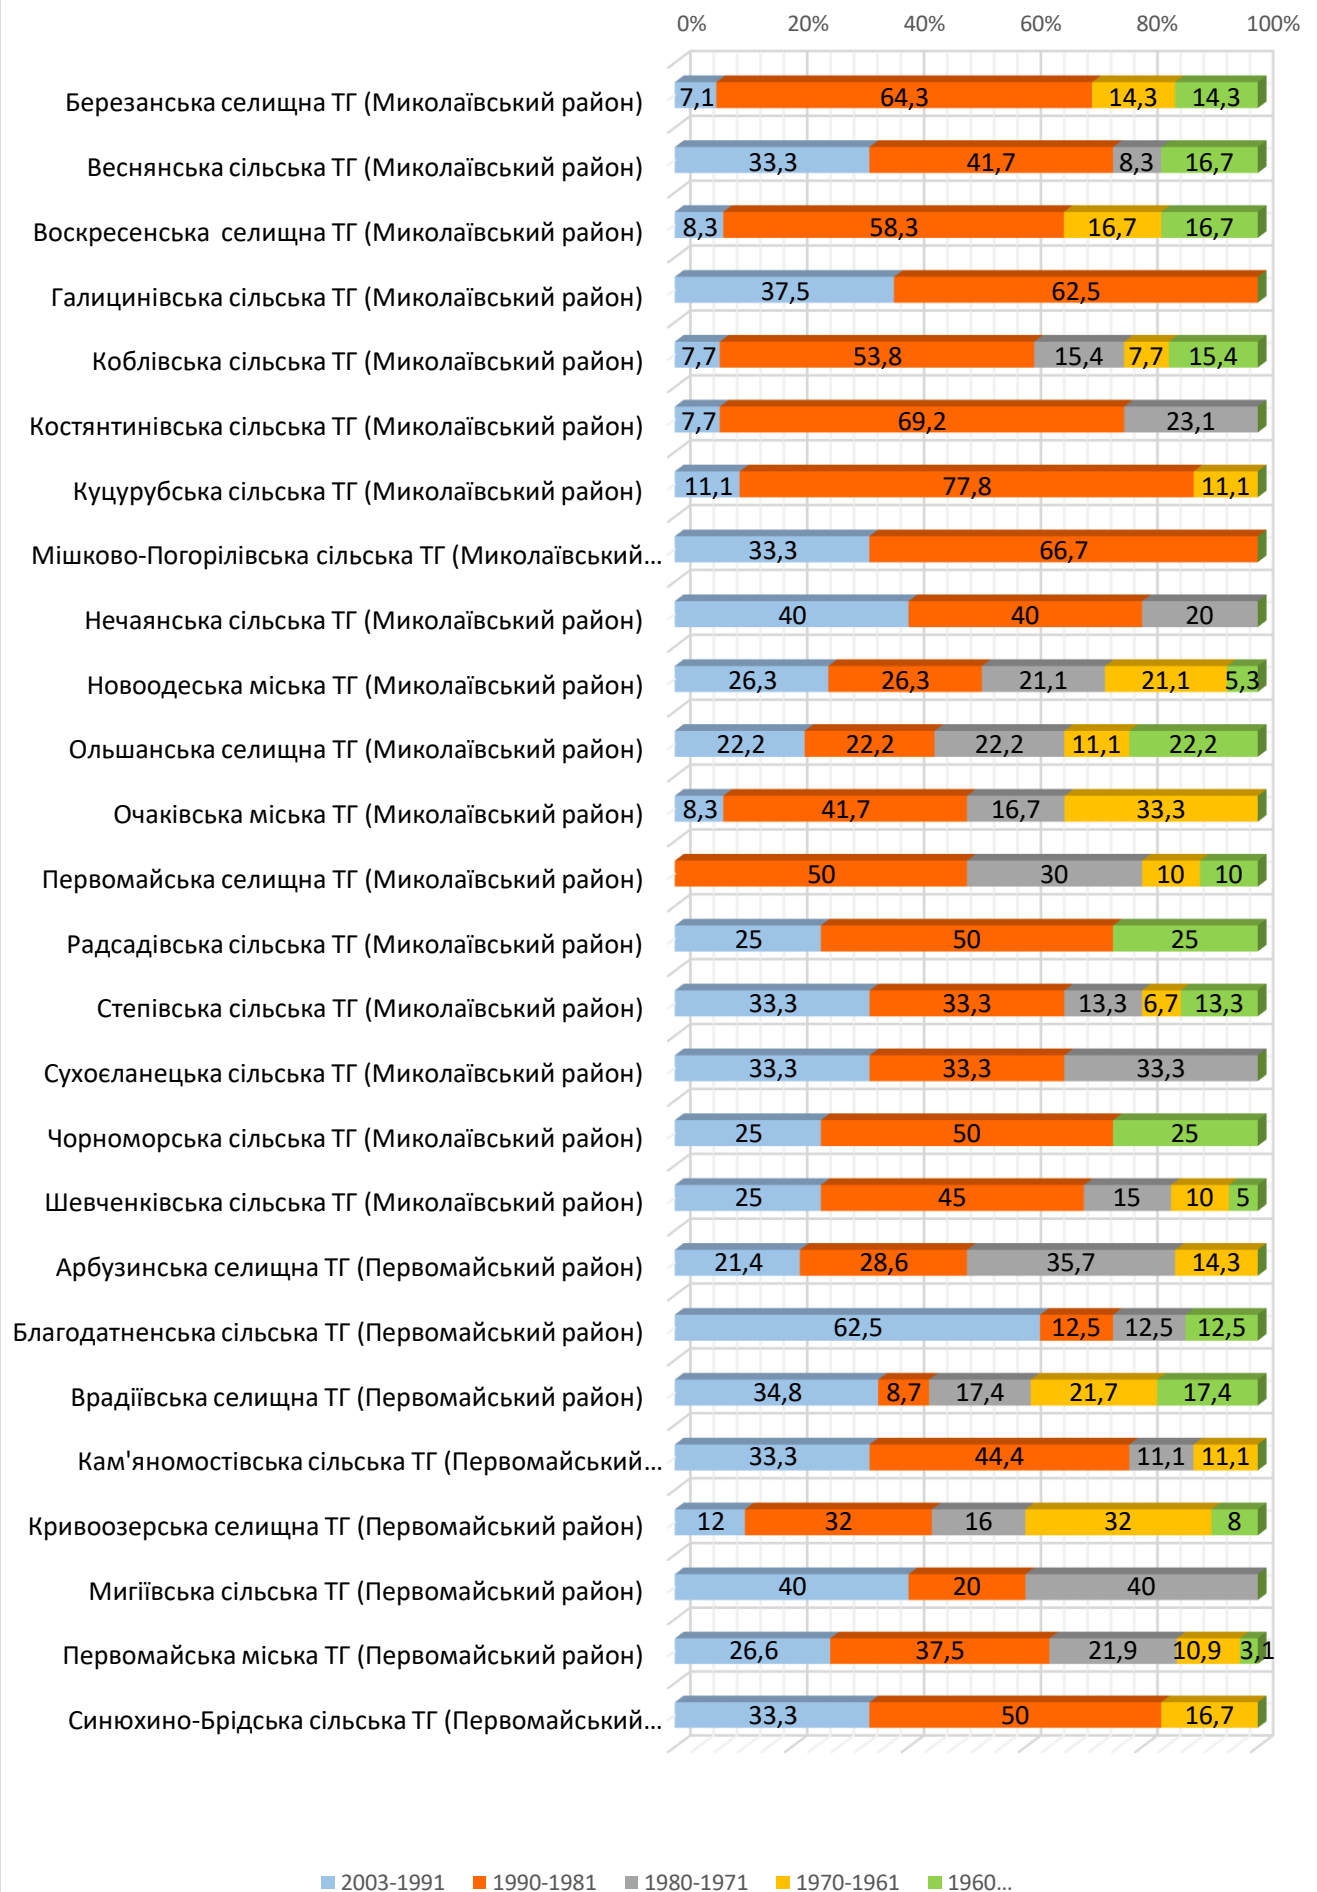 0% 20% 40% 60% 80% 100%
Березанська селищна ТГ (Миколаївський район) 7,1 64,3 14,3 14,3
Веснянська сільська ТГ (Миколаївський район) 33,3 41,7 8,3 16,7
Воскресенська селищна ТГ (Миколаївський район) 8,3 58,3 16,7 16,7
Галицинівська сільська ТГ (Миколаївський район) 37,5 62,5
Коблівська сільська ТГ (Миколаївський район) 7,7 53,8 15,4 7,7 15,4
Костянтинівська сільська ТГ (Миколаївський район) 7,7 69,2 23,1
Куцурубська сільська ТГ (Миколаївський район) 11,1 77,8 11,1
Мішково-Погорілівська сільська ТГ (Миколаївський... 33,3 66,7
Нечаянська сільська ТГ (Миколаївський район) 40 40 20
Новоодеська міська ТГ (Миколаївський район) 26,3 26,3 21,1 21,1 5,3
Ольшанська селищна ТГ (Миколаївський район) 22,2 22,2 22,2 11,1 22,2
Очаківська міська ТГ (Миколаївський район) 8,3 41,7 16,7 33,3
Первомайська селищна ТГ (Миколаївський район) 50 30 10 10
Радсадівська сільська ТГ (Миколаївський район) 25 50 25
Степівська сільська ТГ (Миколаївський район) 33,3 33,3 13,3 6,7 13,3
Сухоєланецька сільська ТГ (Миколаївський район) 33,3 33,3 33,3
Чорноморська сільська ТГ (Миколаївський район) 25 50 25
Шевченківська сільська ТГ (Миколаївський район) 25 45 15 10 5
Арбузинська селищна ТГ (Первомайський район) 21,4 28,6 35,7 14,3
Благодатненська сільська ТГ (Первомайський район) 62,5 12,5 12,5 12,5
Врадіївська селищна ТГ (Первомайський район) 34,8 8,7 17,4 21,7 17,4
Кам'яномостівська сільська ТГ (Первомайський... 33,3 44,4 11,1 11,1
Кривоозерська селищна ТГ (Первомайський район) 12 32 16 32 8
Мигіївська сільська ТГ (Первомайський район) 40 20 40
Первомайська міська ТГ (Первомайський район) 26,6 37,5 21,9 10,9 3,1
Синюхино-Брідська сільська ТГ (Первомайський... 33,3 50 16,7
2003-1991 1990-1981 1980-1971 1970-1961 1960...